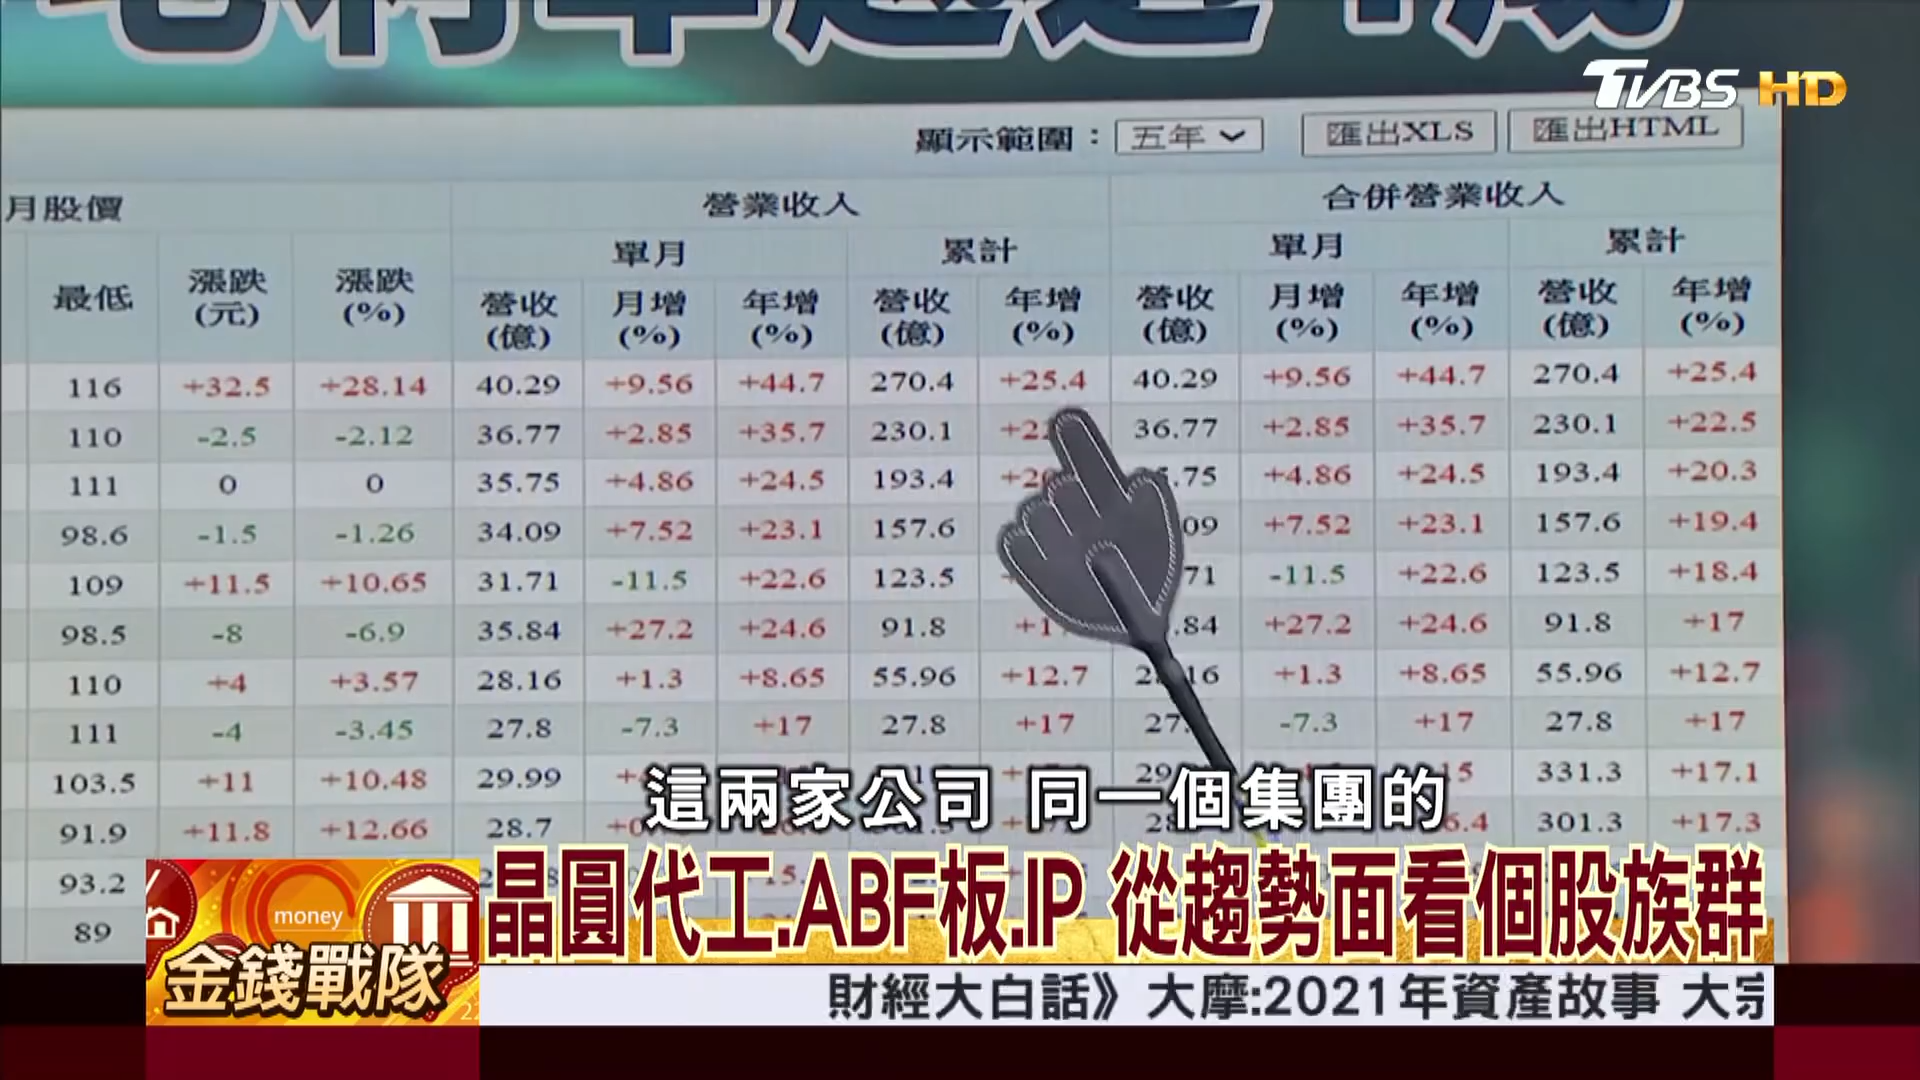 TVBS HD
顯示範圍： 五年 匯出XLS 匯出HTML
月股價 營業收入 合併營業收入
單月 累計 單月 累計
最低 漲跌(元) 漲跌(%) 營收(億) 月增(%) 年增(%) 營收(億) 年增(%) 營收(億) 月增(%) 年增(%) 營收(億) 年增(%)
116 +32.5 +28.14 40.29 +9.56 +44.7 270.4 +25.4 40.29 +9.56 +44.7 270.4 +25.4
110 -2.5 -2.12 36.77 +2.85 +35.7 230.1 36.77 +2.85 +35.7 230.1 +22.5
111 0 0 35.75 +4.86 +24.5 193.4 +4.86 +24.5 193.4 +20.3
98.6 -1.5 -1.26 34.09 +7.52 +23.1 157.6 +7.52 +23.1 157.6 +19.4
109 +11.5 +10.65 31.71 -11.5 +22.6 123.5 -11.5 +22.6 123.5 +18.4
98.5 -8 -6.9 35.84 +27.2 +24.6 91.8 +27.2 +24.6 91.8 +17
110 +4 +3.57 28.16 +1.3 +8.65 55.96 +12.7 +1.3 +8.65 55.96 +12.7
111 -4 -3.45 27.8 -7.3 +17 27.8 +17 -7.3 +17 27.8 +17
103.5 +11 +10.48 29.99 331.3 +17.1
91.9 +11.8 +12.66 28.7 301.3 +17.3
93.2
89
這兩家公司 同一個集團的
晶圓代工.ABF板.IP 從趨勢面看個股族群
money
金錢戰隊
財經大白話》大摩:2021年資產故事 大宗